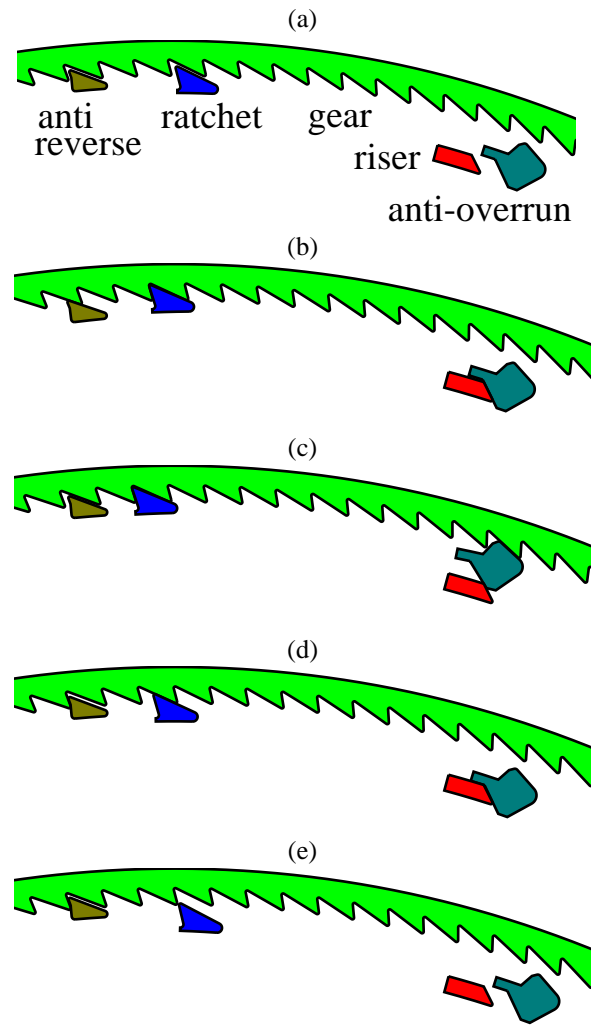 (a)
anti ratchet gear
reverse
riser
anti-overrun
(b)
(c)
(d)
(e)